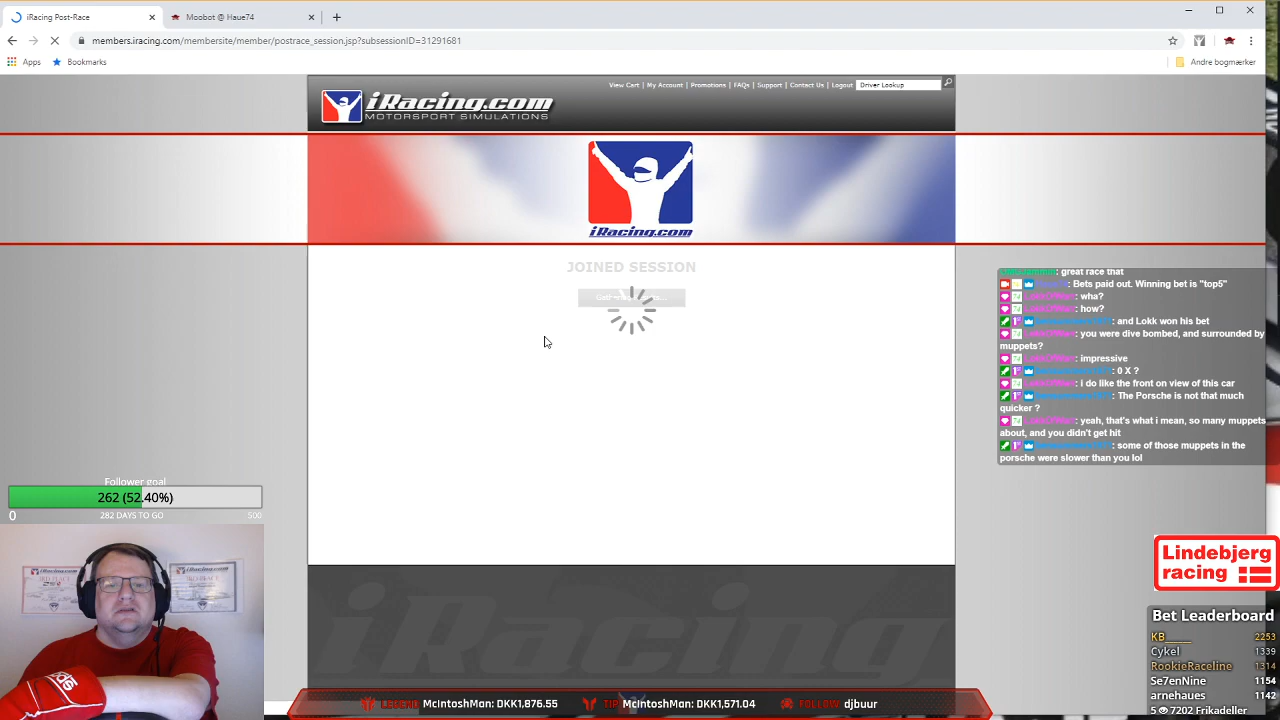 iRacing Post-Race
Moobot @ Haue74
members.iracing.com/membersite/member/postrace_session.jsp?subsessionID=31291681
Apps
Bookmarks
Andre bogmærker
View Cart | My Account | Promotions | FAQs | Support | Contact Us | Logout
Driver Lookup
iRacing.com
MOTORSPORT SIMULATIONS
iRacing.com
JOINED SESSION
: great race that
: Bets paid out. Winning bet is "top5"
: wha?
: how?
: and Lokk won his bet
: you were dive bombed, and surrounded by
muppets?
: impressive
: 0 X ?
: i do like the front on view of this car
: The Porsche is not that much
quicker ?
: yeah, that's what i mean, so many muppets
about, and you didn't get hit
: some of those muppets in the
porsche were slower than you lol
Follower goal
262 (52.40%)
0
282 DAYS TO GO
500
3RD PLACE
Lindebjerg
racing
Bet Leaderboard
KB____ 2253
Cykel 1339
RookieRaceline 1314
Se7enNine 1154
arnehaues 1142
5 7202 Frikadeller
iRacing
LEGEND McIntoshMan: DKK1,876.55
TIP McIntoshMan: DKK1,571.04
FOLLOW djbuur